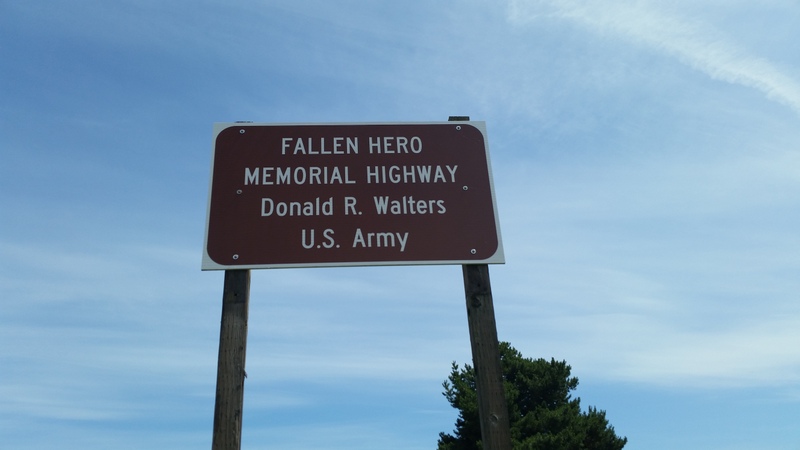 FALLEN HERO
MEMORIAL HIGHWAY
Donald R. Walters
U.S. Army